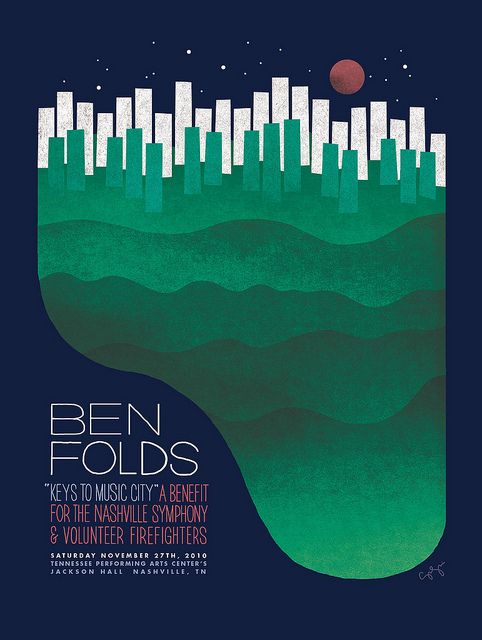 BEN
FOLDS
"KEYS TO MUSIC CITY" A BENEFIT
FOR THE NASHVILLE SYMPHONY
& VOLUNTEER FIREFIGHTERS
SATURDAY NOVEMBER 27TH, 2010
TENNESSEE PERFORMING ARTS CENTER'S
JACKSON HALL NASHVILLE, TN